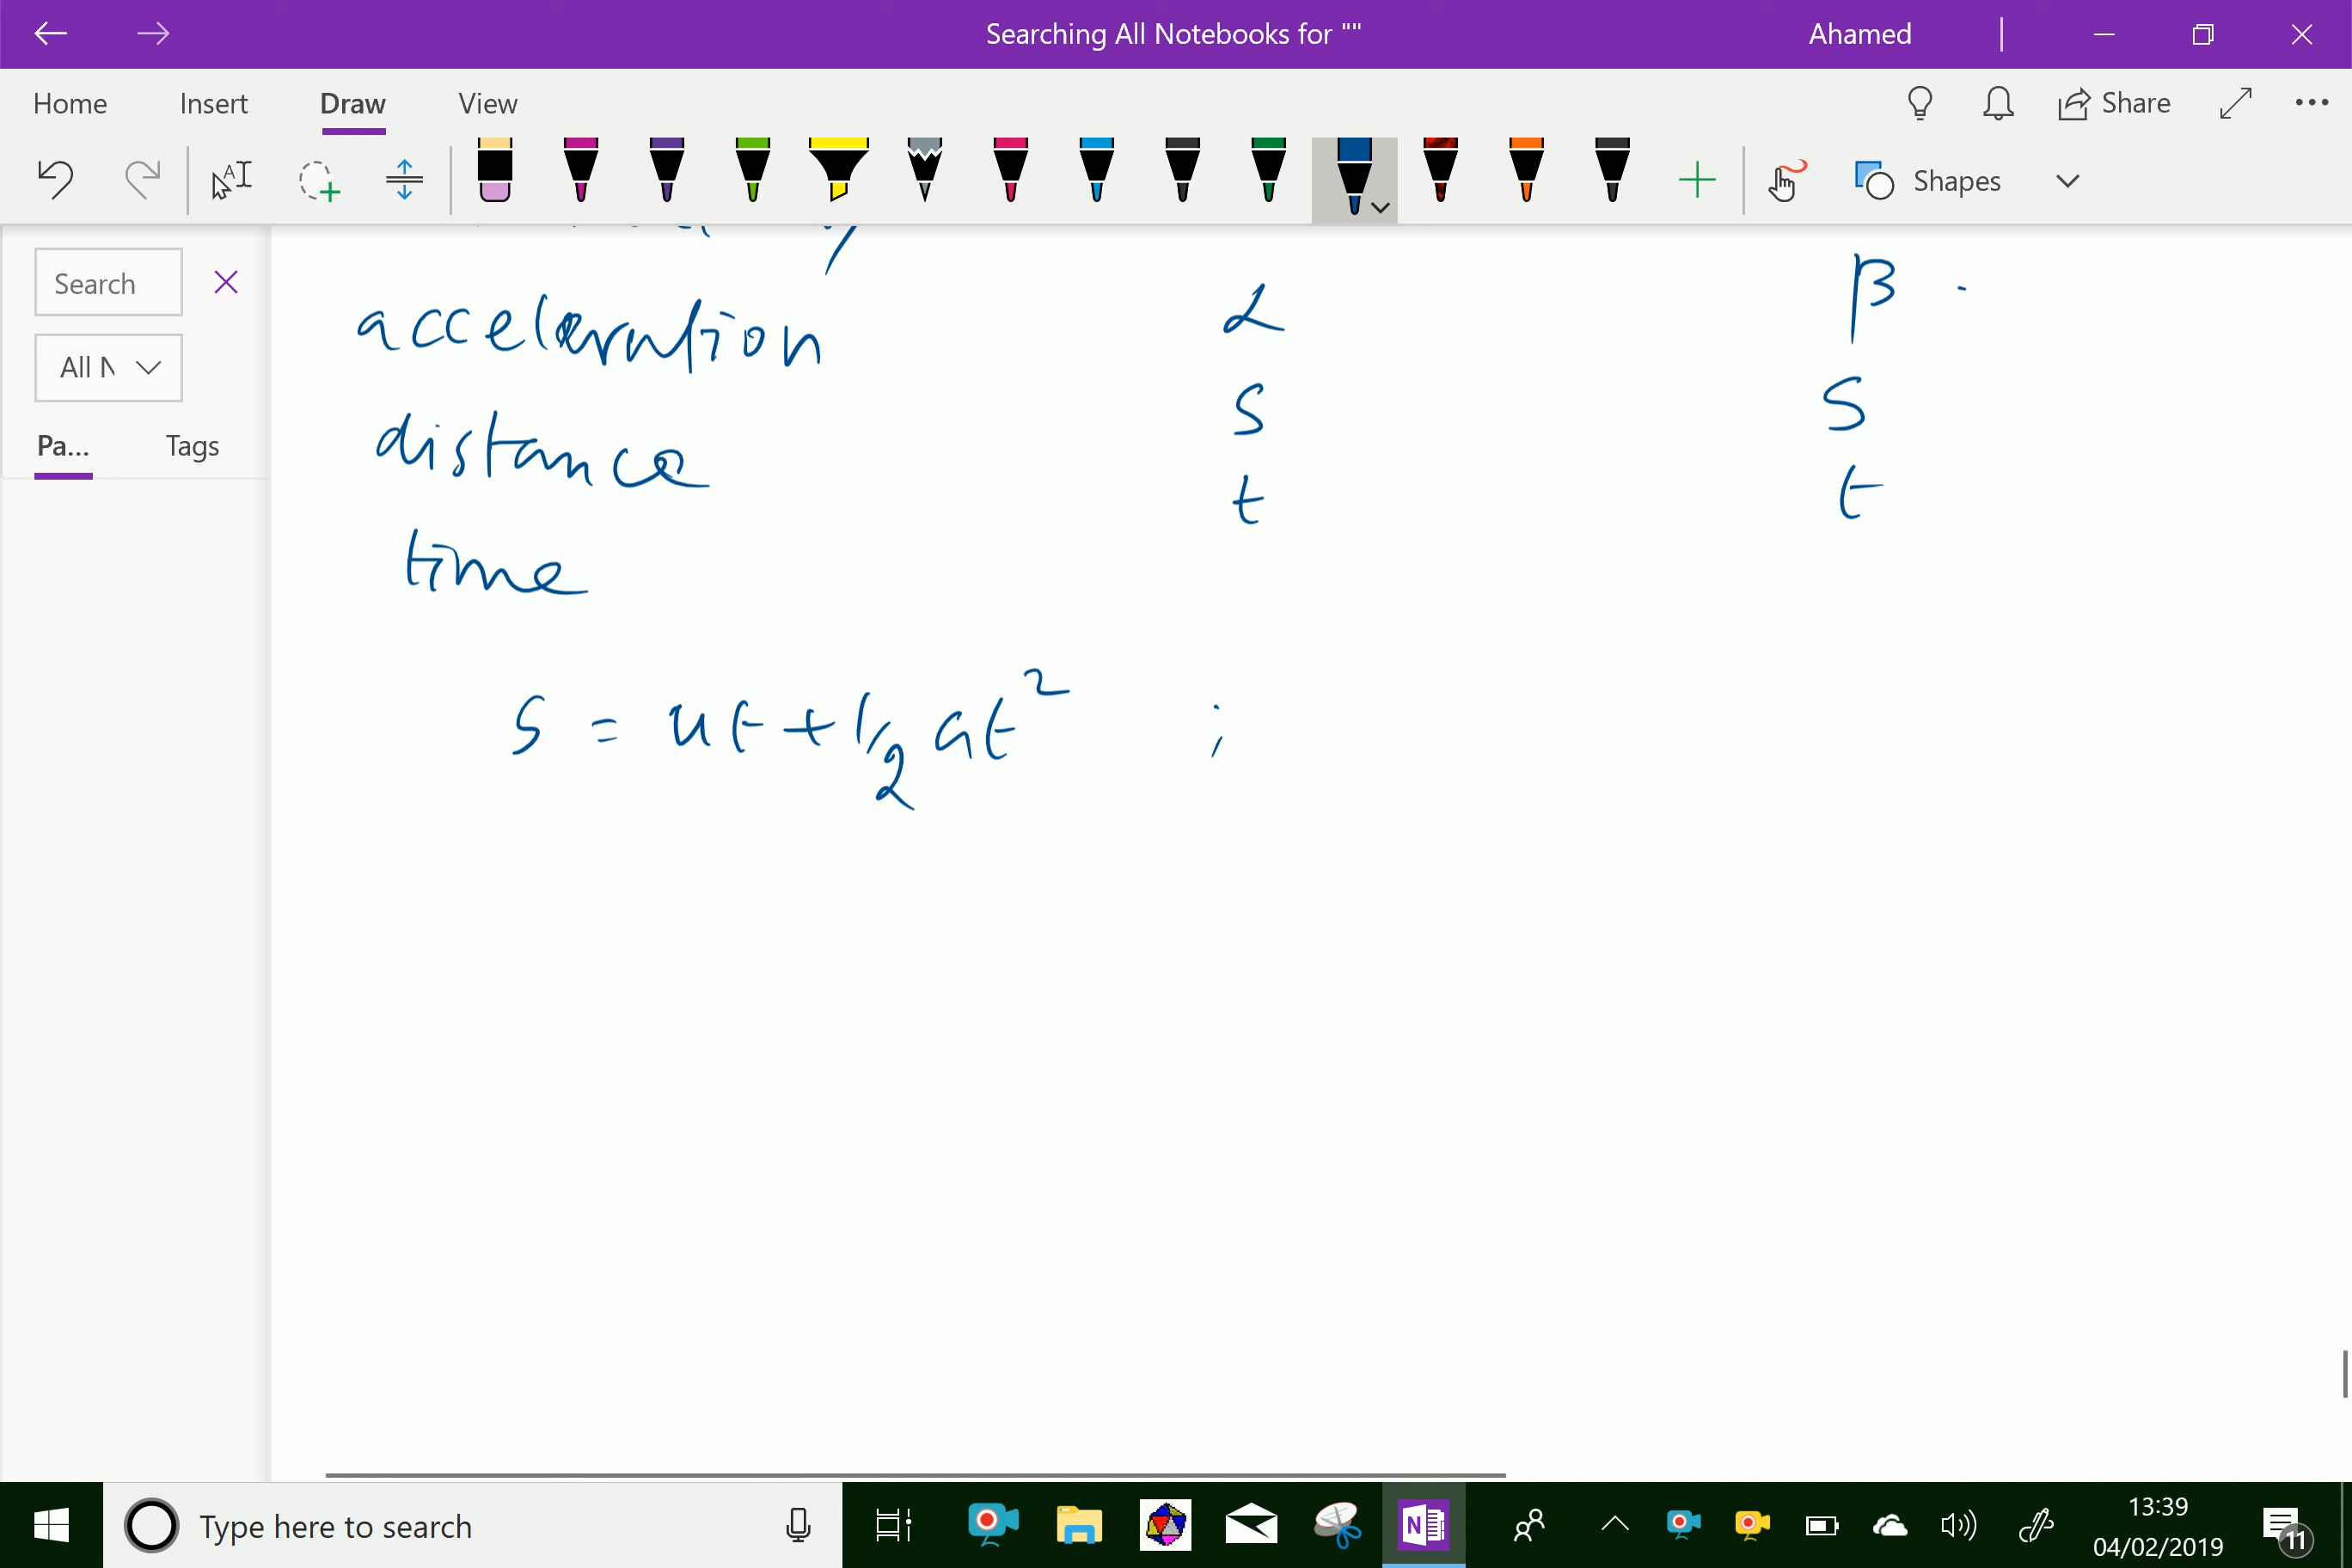 Searching All Notebooks for ""
Ahamed
Home Insert Draw View
Share
Shapes
Search
All N
Pa... Tags
β .
acceleration α
distance s s
time t t
s = ut + 1/2 at² ;
Type here to search
13:39
04/02/2019
11